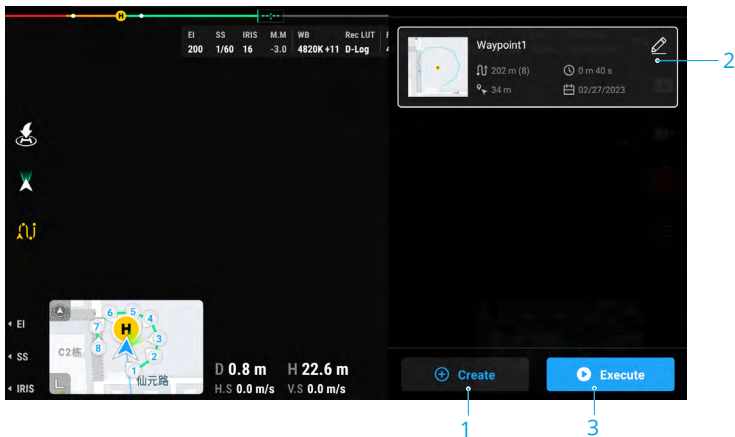 H
EI SS IRIS M.M WB Rec LUT
200 1/60 16 -3.0 4820K +11 D-Log
Waypoint1
202 m (8) 0 m 40 s
34 m 02/27/2023
2
EI
SS
IRIS
6 5 4
7 H 3
C2栋 8 2
1
仙元路
D 0.8 m H 22.6 m
H.S 0.0 m/s V.S 0.0 m/s
Create Execute
1 3